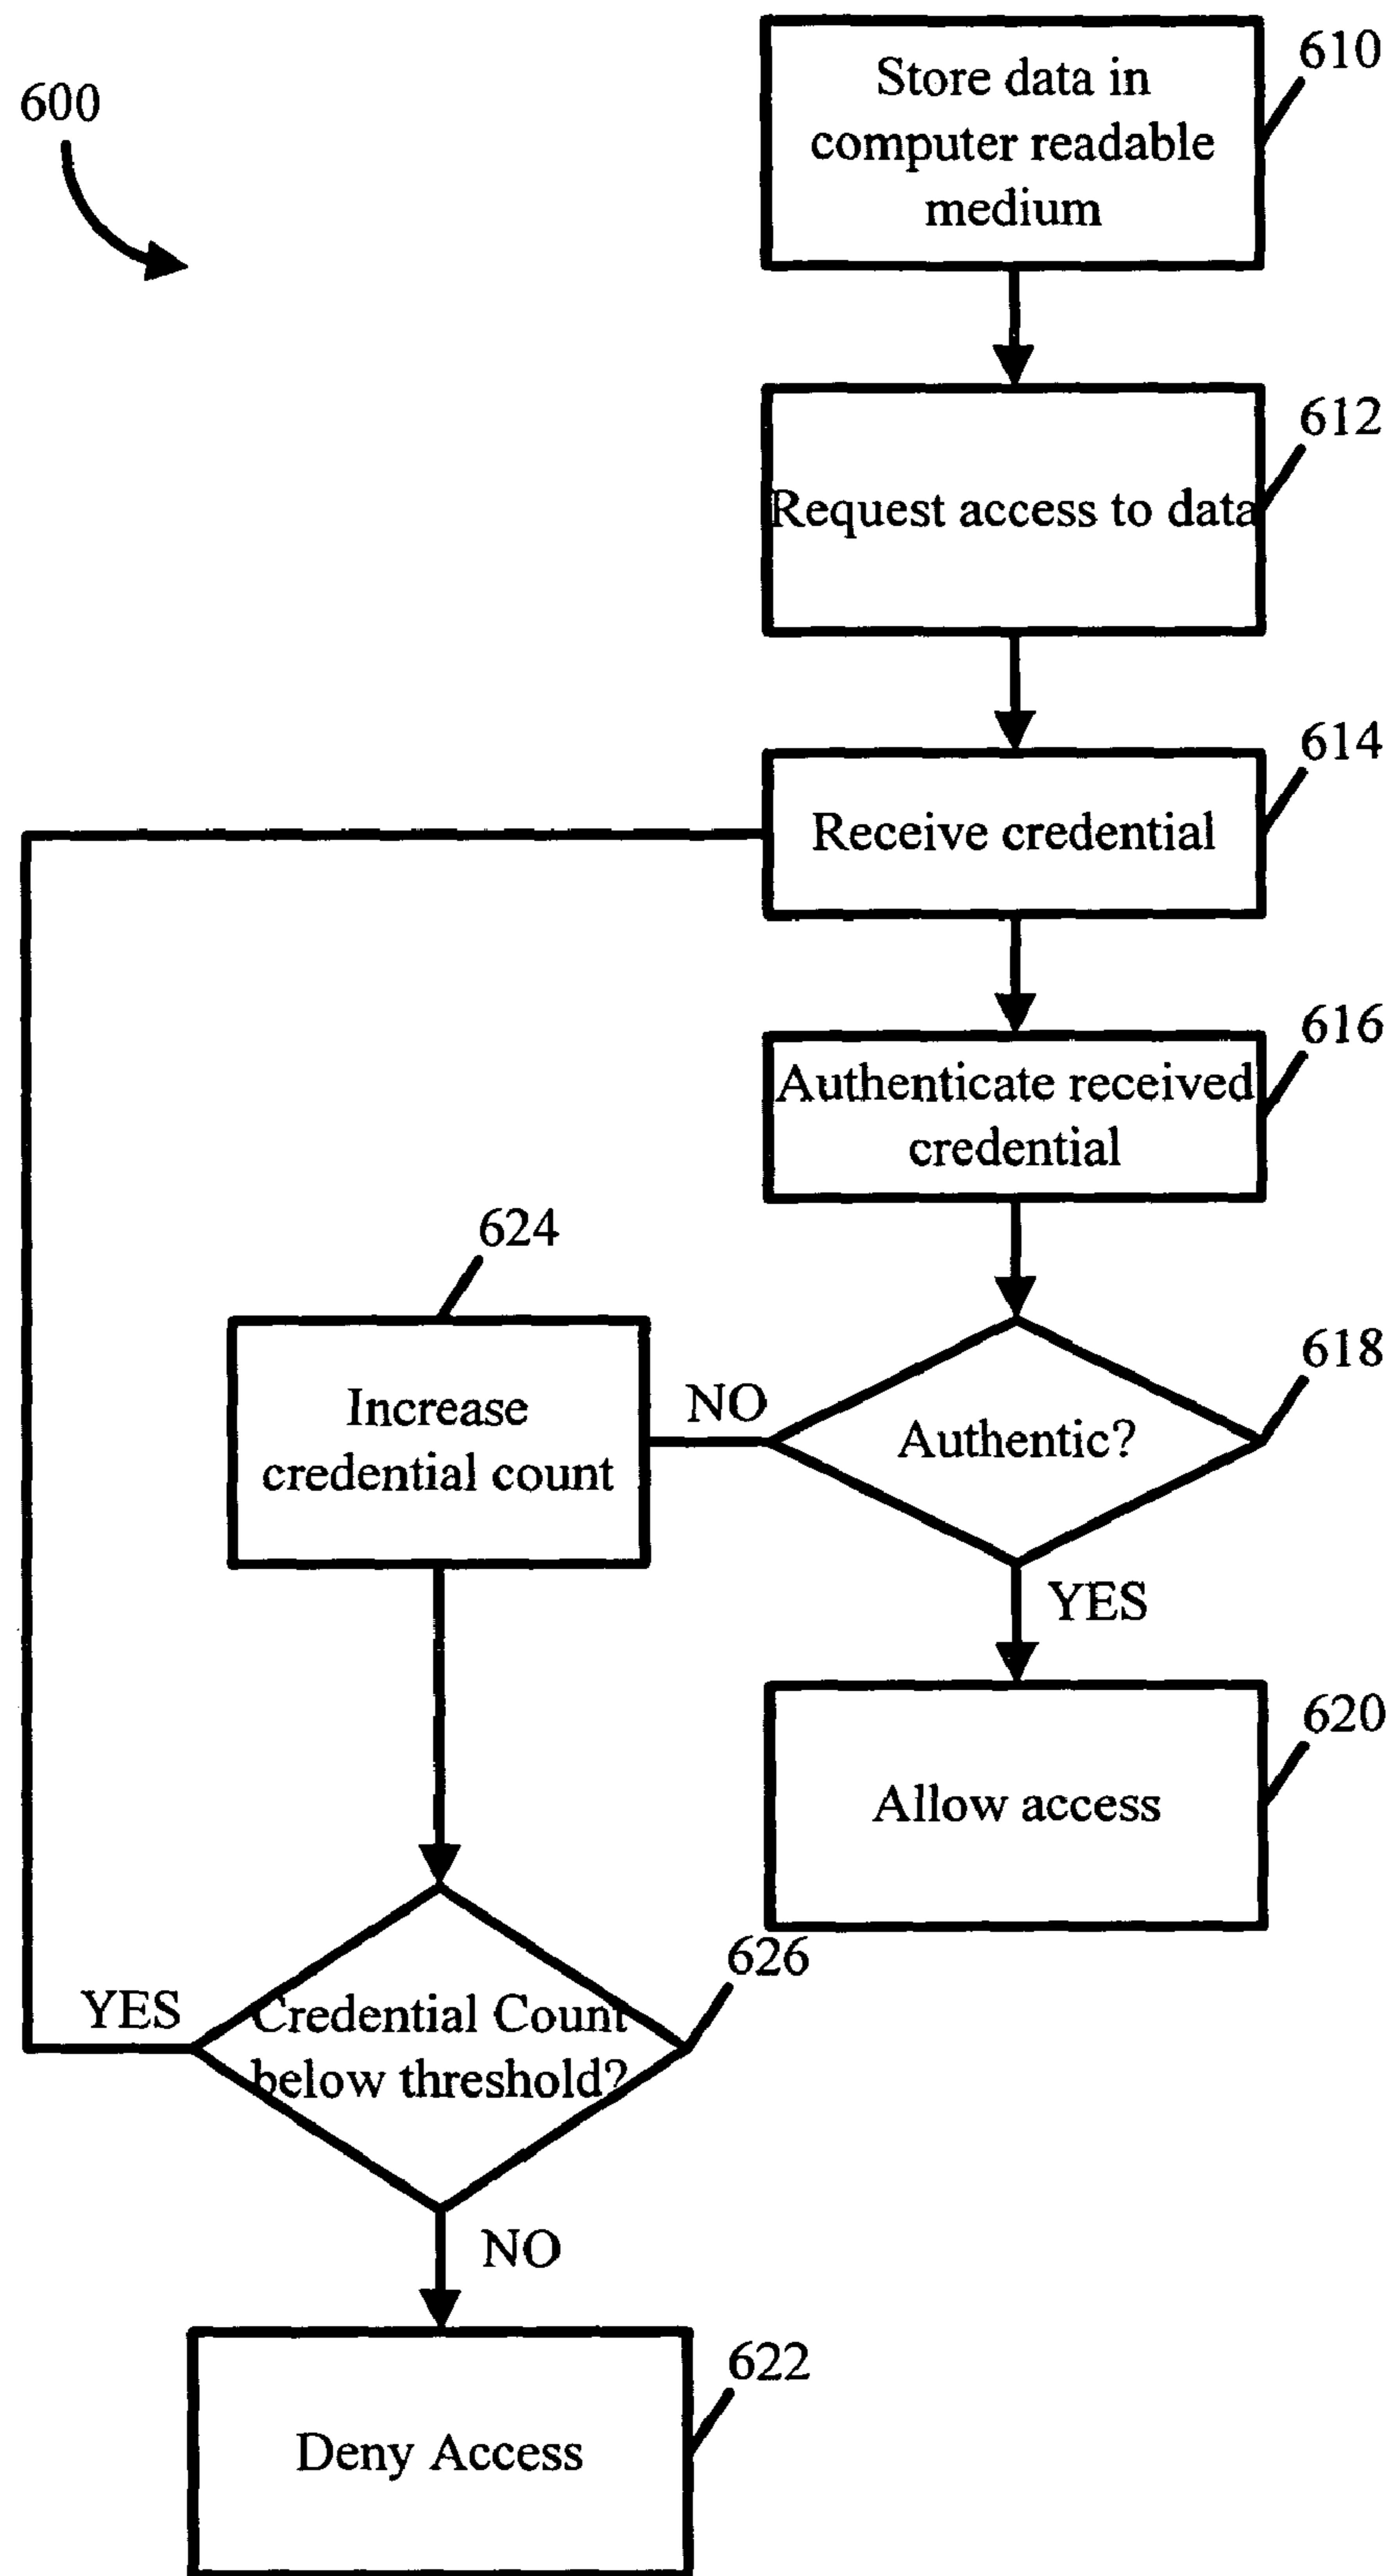 600
610
Store data in
computer readable
medium
612
Request access to data
614
Receive credential
616
Authenticate received
credential
624
Increase
credential count
NO
618
Authentic?
YES
620
Allow access
626
YES
Credential Count
below threshold?
NO
622
Deny Access